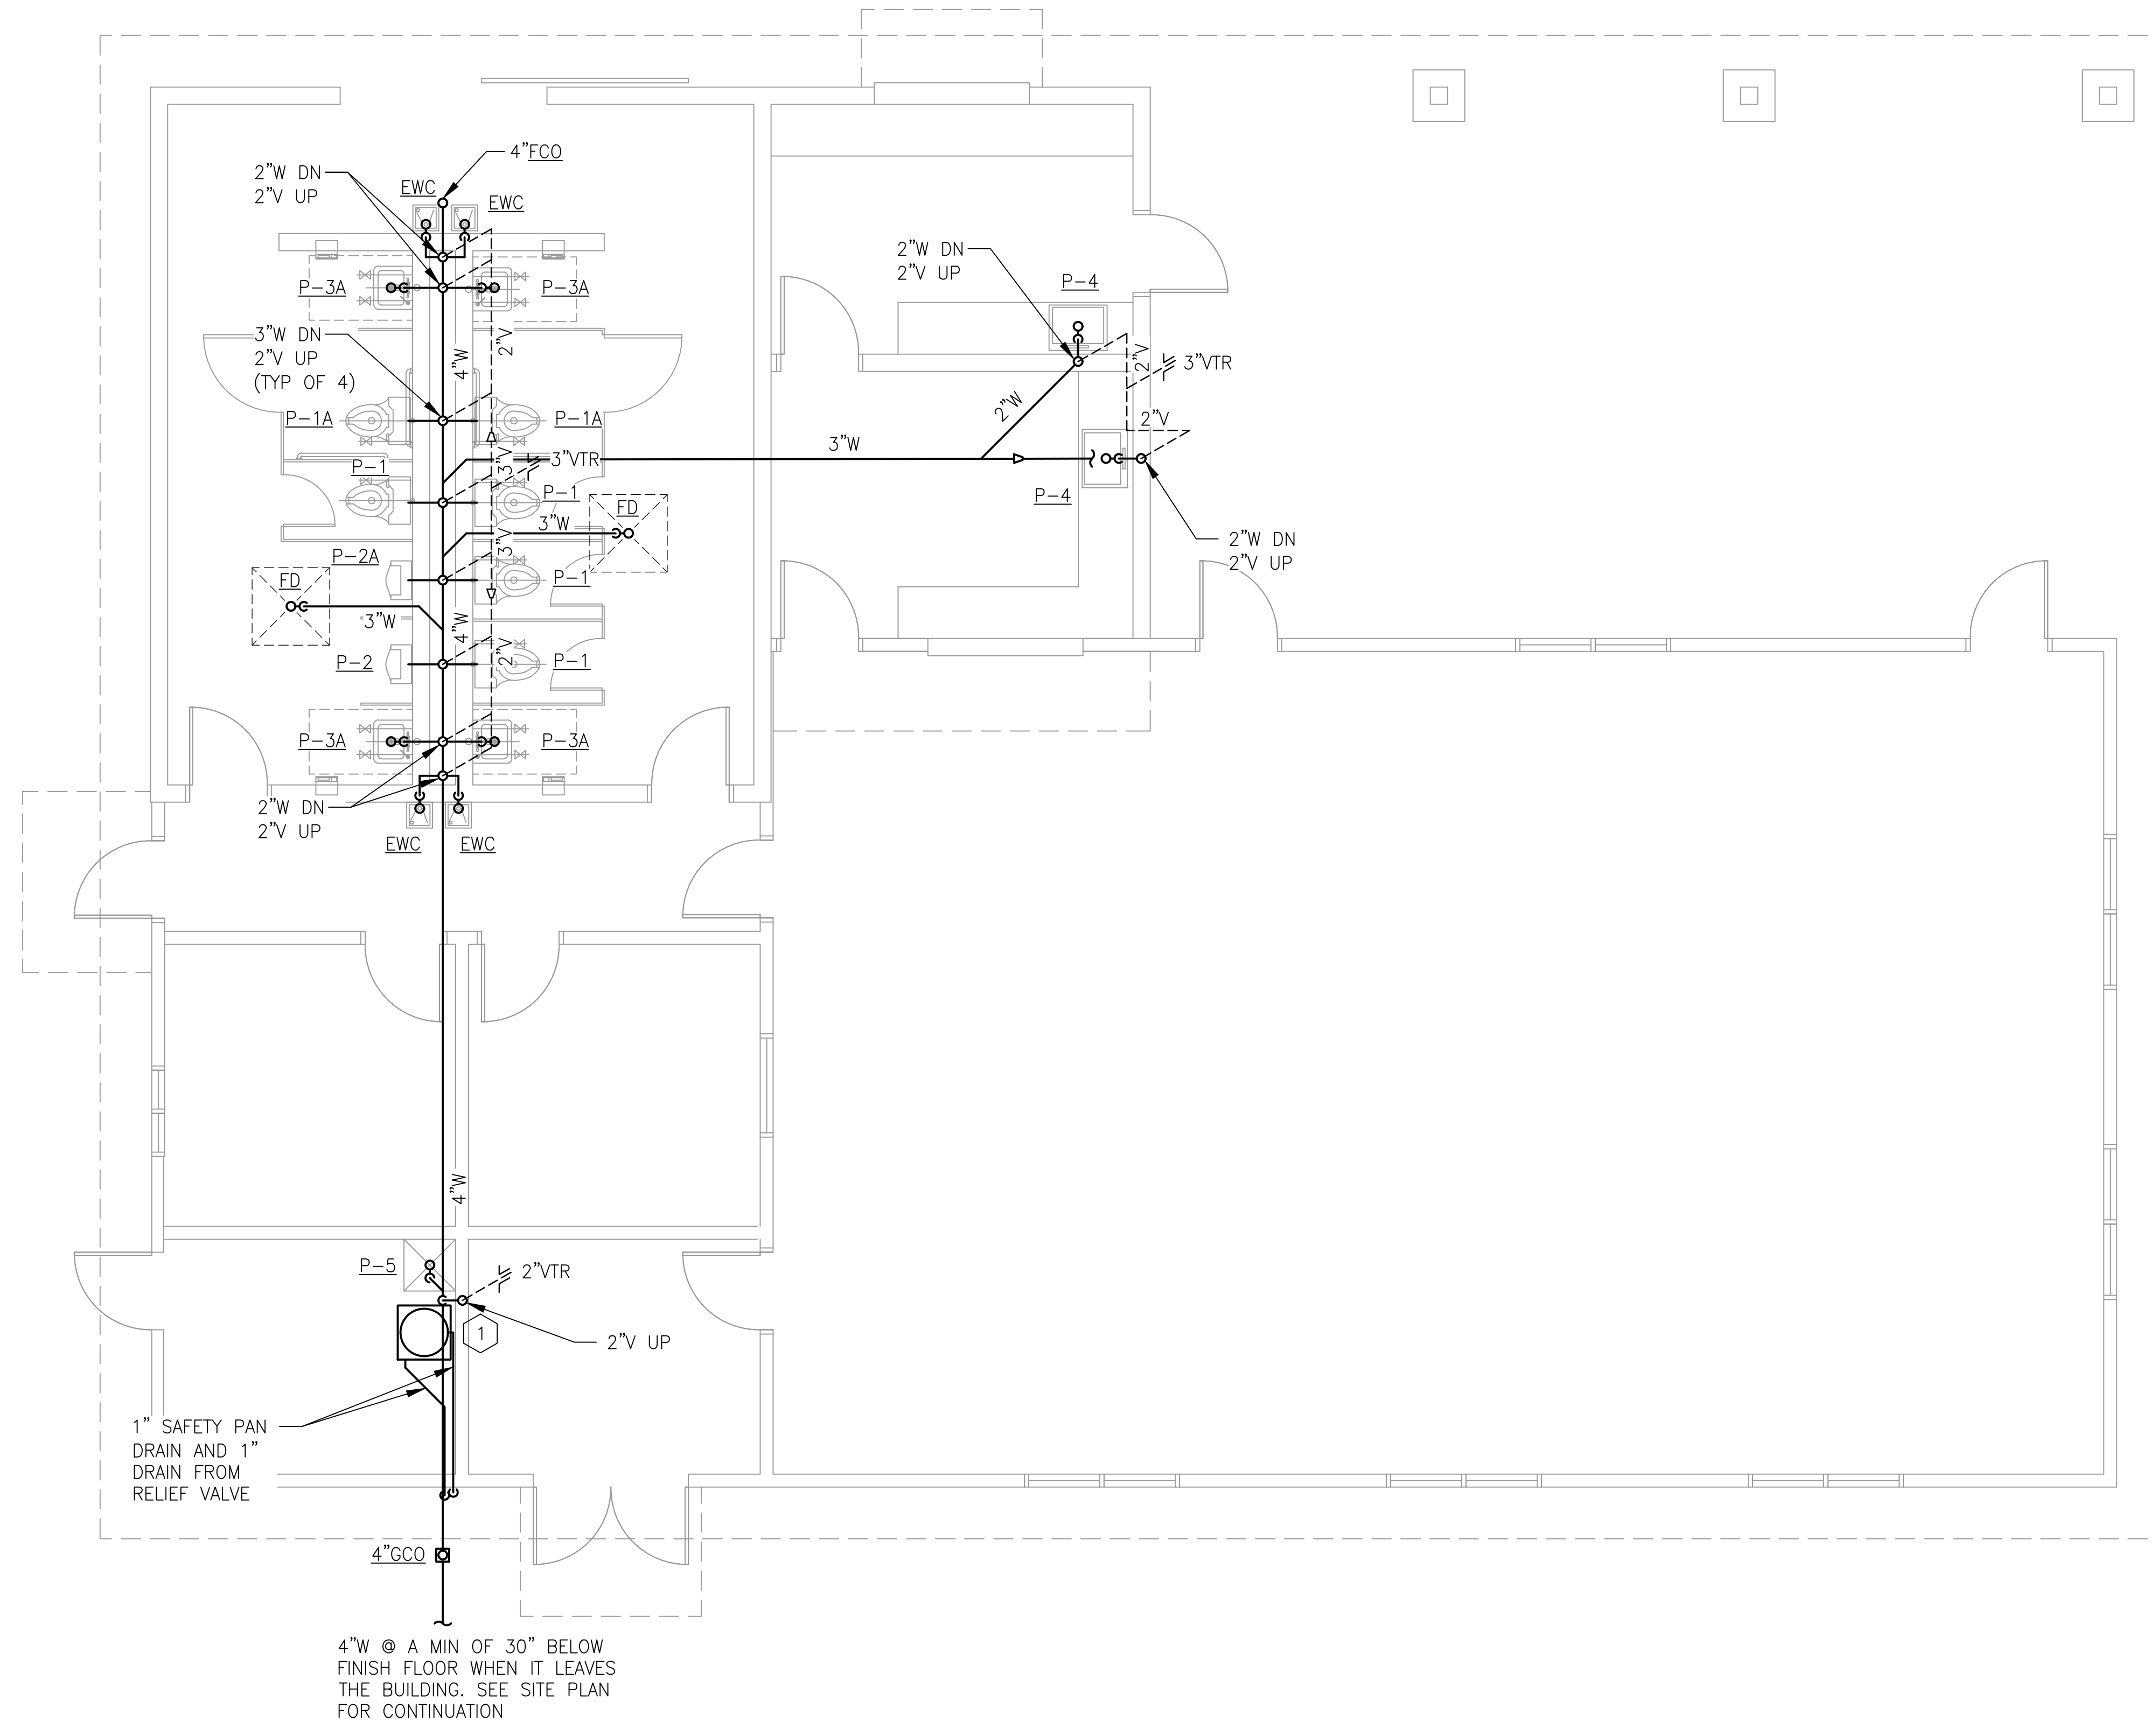 4"FCO
2"W DN
2"V UP
EWC
EWC
2"W DN
2"V UP
P-4
P-3A
P-3A
3"W DN
2"V UP
(TYP OF 4)
4"W
2"V
2"V
3"VTR
2"W
P-1A
P-1A
2"V
3"W
3"V
3"VTR
P-1
P-1
P-4
FD
3"W
3"V
2"W DN
2"V UP
P-2A
P-1
FD
3"W
4"W
2"V
P-2
P-1
P-3A
P-3A
2"W DN
2"V UP
EWC
EWC
4"W
P-5
2"VTR
1
2"V UP
1" SAFETY PAN
DRAIN AND 1"
DRAIN FROM
RELIEF VALVE
4"GCO
4"W @ A MIN OF 30" BELOW
FINISH FLOOR WHEN IT LEAVES
THE BUILDING. SEE SITE PLAN
FOR CONTINUATION